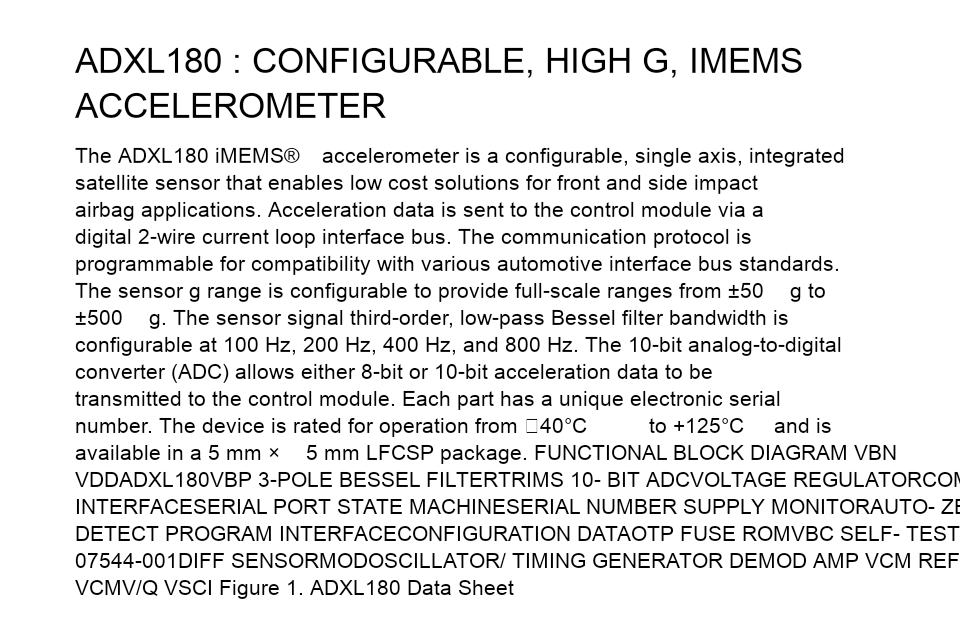 ADXL180 : CONFIGURABLE, HIGH G, IMEMS
ACCELEROMETER
The ADXL180 iMEMS® accelerometer is a configurable, single axis, integrated
satellite sensor that enables low cost solutions for front and side impact
airbag applications. Acceleration data is sent to the control module via a
digital 2-wire current loop interface bus. The communication protocol is
programmable for compatibility with various automotive interface bus standards.
The sensor g range is configurable to provide full-scale ranges from ±50 g to
±500 g. The sensor signal third-order, low-pass Bessel filter bandwidth is
configurable at 100 Hz, 200 Hz, 400 Hz, and 800 Hz. The 10-bit analog-to-digital
converter (ADC) allows either 8-bit or 10-bit acceleration data to be
transmitted to the control module. Each part has a unique electronic serial
number. The device is rated for operation from □40°C to +125°C and is
available in a 5 mm × 5 mm LFCSP package. FUNCTIONAL BLOCK DIAGRAM VBN
VDDADXL180VBP 3-POLE BESSEL FILTERTRIMS 10- BIT ADCVOLTAGE REGULATORCOM
INTERFACESERIAL PORT STATE MACHINESERIAL NUMBER SUPPLY MONITORAUTO- ZE
DETECT PROGRAM INTERFACECONFIGURATION DATAOTP FUSE ROMVBC SELF- TEST
07544-001DIFF SENSORMODOSCILLATOR/ TIMING GENERATOR DEMOD AMP VCM REF
VCMV/Q VSCI Figure 1. ADXL180 Data Sheet